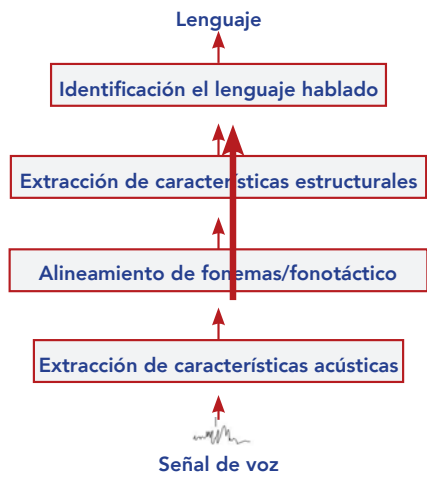 Lenguaje
Identificación el lenguaje hablado
Extracción de características estructurales
Alineamiento de fonemas/fonotáctico
Extracción de características acústicas
Señal de voz